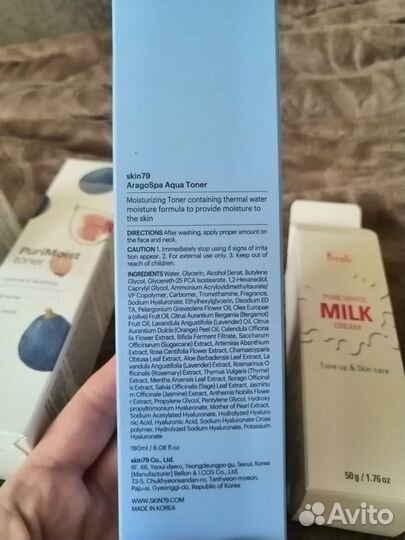 skin79
AragoSpa Aqua Toner
Moisturizing Toner containing thermal water
moisture formula to provide moisture to
the skin
DIRECTIONS After washing, apply proper amount on
the face and neck.
CAUTION 1. Immediately stop using if signs of irrita
tion appear. 2. For external use only. 3. Keep out of
reach of children.
INGREDIENTS Water, Glycerin, Alcohol Denat, Butylene
Glycol, Glycereth-25 PCA Isostearate, 1,2-Hexanediol,
Caprylyl Glycol, Ammonium Acryloyldimethyltaurate/
VP Copolymer, Carbomer, Tromethamine, Fragrance,
Sodium Hyaluronate, Ethylhexylglycerin, Disodium ED
TA, Pelargonium Graveolens Flower Oil, Olea Europae
a (olive) Fruit Oil, Citrus Aurantium Bergamia (Bergamot)
Fruit Oil, Lavandula Angustifolia (Lavender) Oil, Citrus
Aurantium Dulcis (Orange) Peel Oil, Calendula Officina
lis Extract, Bifida Ferment Filtrate, Saccharum
Officinarum (Sugarcane) Extract, Artemisia Absinthium
Extract, Rosa Centifolia Flower Extract, Chamaecyparis
Obtusa Leaf Extract, Aloe Barbadensis Leaf Extract, La
vandula Angustifolia (Lavender) Extract, Rosmarinus O
fficinalis (Rosemary) Extract, Thymus Vulgaris (Thyme)
Extract, Mentha Arvensis Leaf Extract, Borago Officinal
is Extract, Salvia Officinalis (Sage) Leaf Extract, Jasminu
m Officinale (Jasmine) Extract, Anthemis Nobilis Flowe
r Extract, Propylene Glycol, Pentylene Glycol, Hydroxy
propyltrimonium Hyaluronate, Mother of Pearl Extract,
Sodium Acetylated Hyaluronate, Hydrolyzed Hyaluro
nic Acid, Hyaluronic Acid, Sodium Hyaluronate Cross
polymer, Hydrolyzed Sodium Hyaluronate, Potassium
Hyaluronate
180ml / 6.08 fl.oz
skin79 Co., Ltd.
8F, 66, Yeoui-daero, Yeongdeungpo-gu, Seoul, Korea
[Manufacturer] Bellon & I.COS Co., Ltd.
73-5, Chukhyeonsandan-ro, Tanhyeon-myeon,
Paju-si, Gyeonggi-do, Republic of Korea
WWW.SKIN79.COM
MADE IN KOREA
PuriMoist
toner
PURE WHITE
MILK
CREAM
Tone up & Skin care
50g / 1.76 oz
Avito